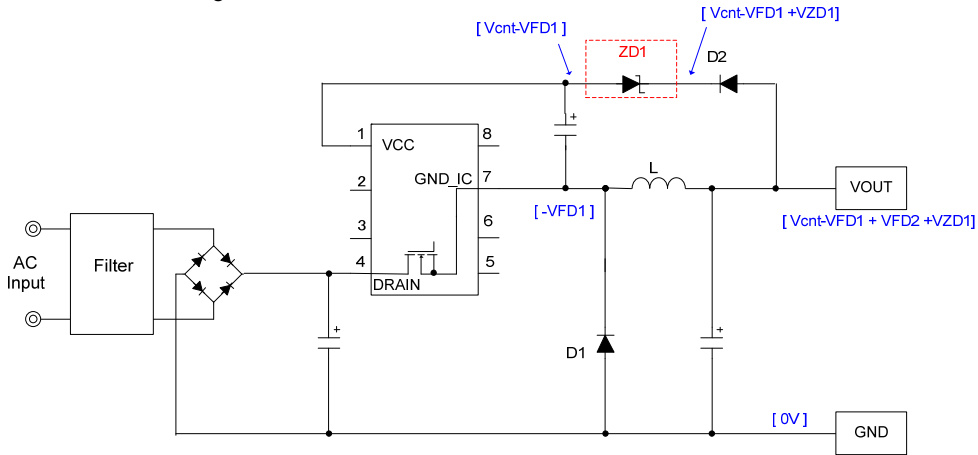 [ Vcnt-VFD1 +VZD1]
[ Vcnt-VFD1 ]
ZD1
D2
+
1
VCC
8
2
GND_IC
7
L
VOUT
[ -VFD1 ]
[ Vcnt-VFD1 + VFD2 +VZD1]
3
6
AC
Input
Filter
4
5
DRAIN
+
D1
+
[ 0V ]
GND